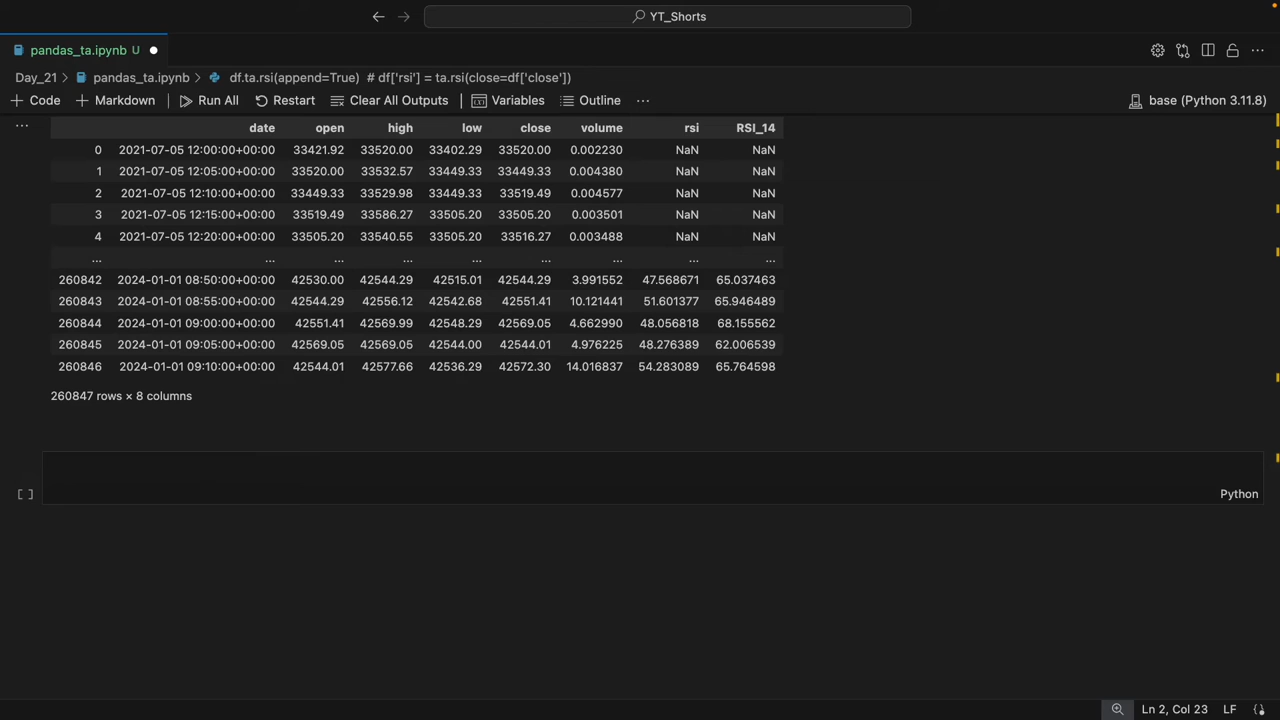 YT_Shorts
pandas_ta.ipynb U
Day_21 > pandas_ta.ipynb > df.ta.rsi(append=True) # df['rsi'] = ta.rsi(close=df['close'])
+ Code + Markdown | Run All Restart Clear All Outputs | Variables Outline ... base (Python 3.11.8)
... date open high low close volume rsi RSI_14
0 2021-07-05 12:00:00+00:00 33421.92 33520.00 33402.29 33520.00 0.002230 NaN NaN
1 2021-07-05 12:05:00+00:00 33520.00 33532.57 33449.33 33449.33 0.004380 NaN NaN
2 2021-07-05 12:10:00+00:00 33449.33 33529.98 33449.33 33519.49 0.004577 NaN NaN
3 2021-07-05 12:15:00+00:00 33519.49 33586.27 33505.20 33505.20 0.003501 NaN NaN
4 2021-07-05 12:20:00+00:00 33505.20 33540.55 33505.20 33516.27 0.003488 NaN NaN
... ... ... ... ... ... ... ... ...
260842 2024-01-01 08:50:00+00:00 42530.00 42544.29 42515.01 42544.29 3.991552 47.568671 65.037463
260843 2024-01-01 08:55:00+00:00 42544.29 42556.12 42542.68 42551.41 10.121441 51.601377 65.946489
260844 2024-01-01 09:00:00+00:00 42551.41 42569.99 42548.29 42569.05 4.662990 48.056818 68.155562
260845 2024-01-01 09:05:00+00:00 42569.05 42569.05 42544.00 42544.01 4.976225 48.276389 62.006539
260846 2024-01-01 09:10:00+00:00 42544.01 42577.66 42536.29 42572.30 14.016837 54.283089 65.764598
260847 rows × 8 columns
[ ] Python
Ln 2, Col 23 LF